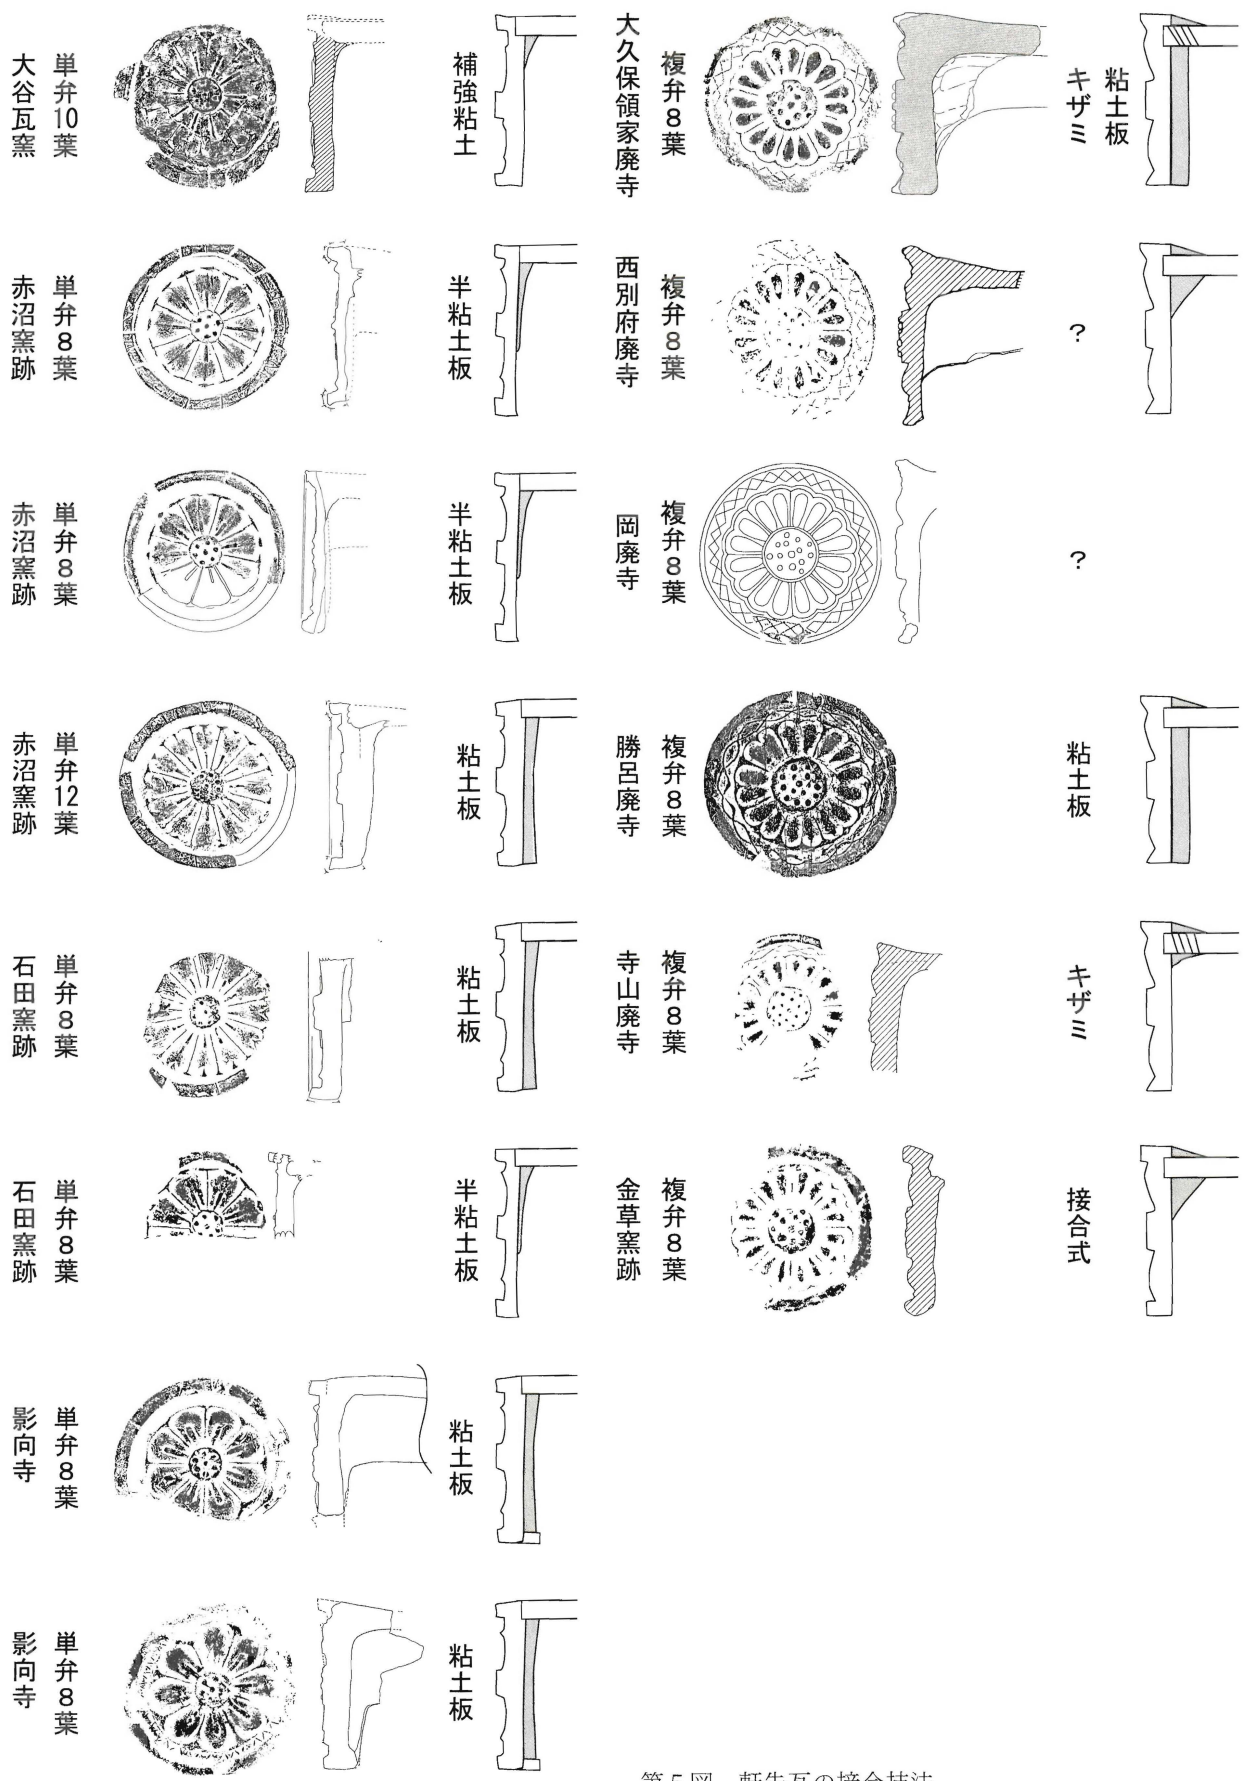 大谷瓦窯
単弁10葉
補強粘土
赤沼窯跡
単弁8葉
半粘土板
赤沼窯跡
単弁8葉
半粘土板
赤沼窯跡
単弁12葉
粘土板
石田窯跡
単弁8葉
粘土板
石田窯跡
単弁8葉
半粘土板
影向寺
単弁8葉
粘土板
影向寺
単弁8葉
粘土板
大久保領家廃寺
複弁8葉
粘土板
キザミ
西別府廃寺
複弁8葉
?
岡廃寺
複弁8葉
?
勝呂廃寺
複弁8葉
粘土板
寺山廃寺
複弁8葉
キザミ
金草窯跡
複弁8葉
接合式
第5図 軒先瓦の接合技法